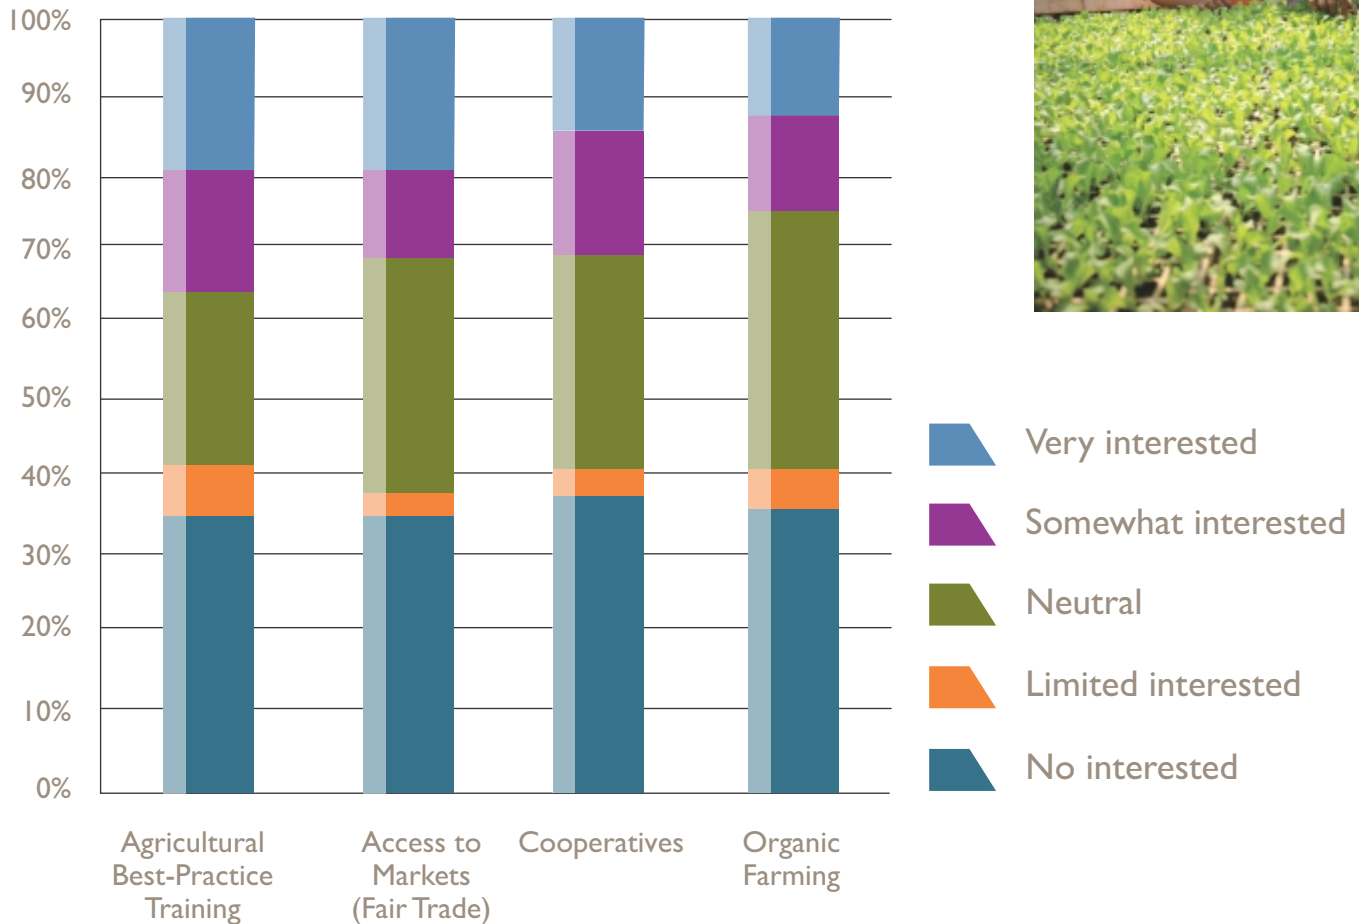 100%
90%
80%
70%
60%
50%
40%
30%
20%
10%
0%
Agricultural
Best-Practice
Training
Access to
Markets
(Fair Trade)
Cooperatives
Organic
Farming
Very interested
Somewhat interested
Neutral
Limited interested
No interested